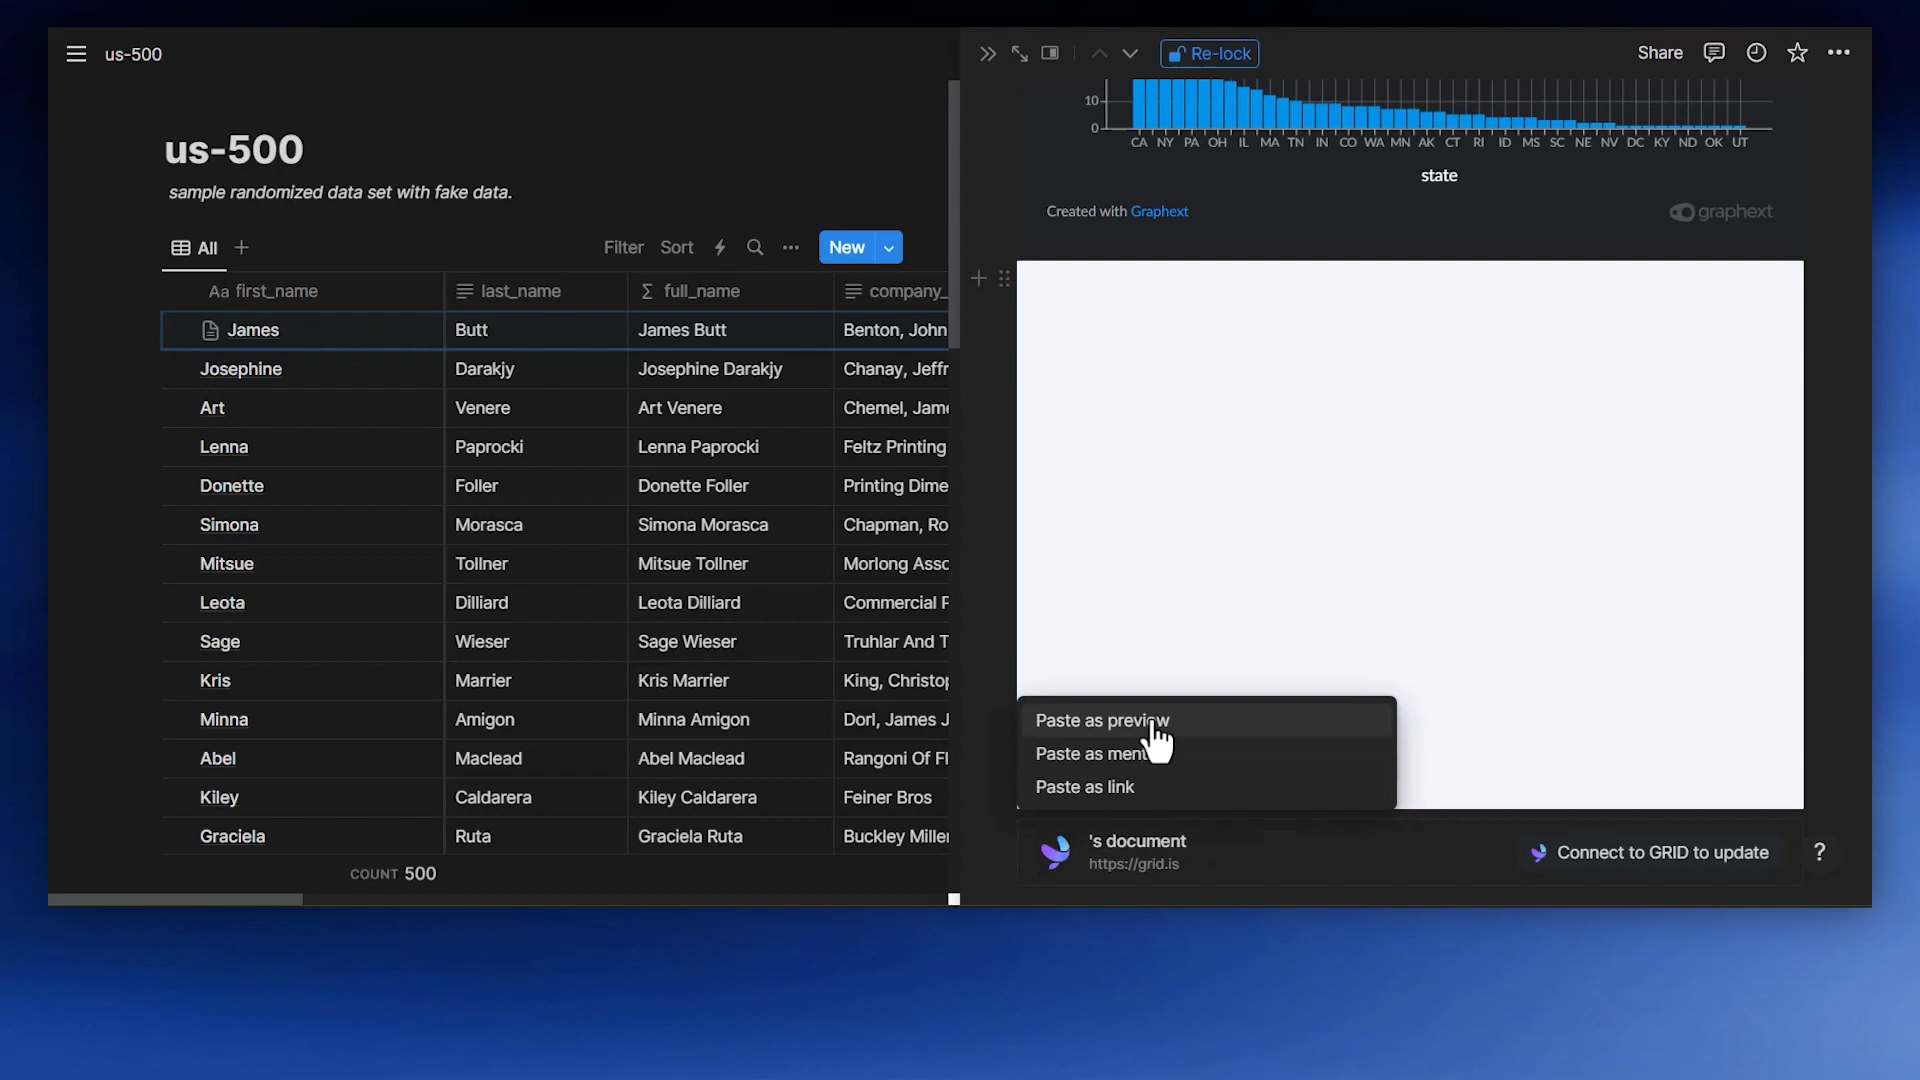 us-500
us-500
sample randomized data set with fake data.
All
Filter Sort New
Aa first_name last_name Σ full_name company_
James Butt James Butt Benton, John
Josephine Darakjy Josephine Darakjy Chanay, Jeffr
Art Venere Art Venere Chemel, Jame
Lenna Paprocki Lenna Paprocki Feltz Printing
Donette Foller Donette Foller Printing Dime
Simona Morasca Simona Morasca Chapman, Ro
Mitsue Tollner Mitsue Tollner Morlong Asso
Leota Dilliard Leota Dilliard Commercial P
Sage Wieser Sage Wieser Truhlar And T
Kris Marrier Kris Marrier King, Christop
Minna Amigon Minna Amigon Dorl, James J
Abel Maclead Abel Maclead Rangoni Of Fl
Kiley Caldarera Kiley Caldarera Feiner Bros
Graciela Ruta Graciela Ruta Buckley Miller
COUNT 500
Re-lock
Share
10
0
CA NY PA OH IL MA TN IN CO WA MN AK CT RI ID MS SC NE NV DC KY ND OK UT
state
Created with Graphext
graphext
Paste as preview
Paste as ment
Paste as link
's document
https://grid.is
Connect to GRID to update
?